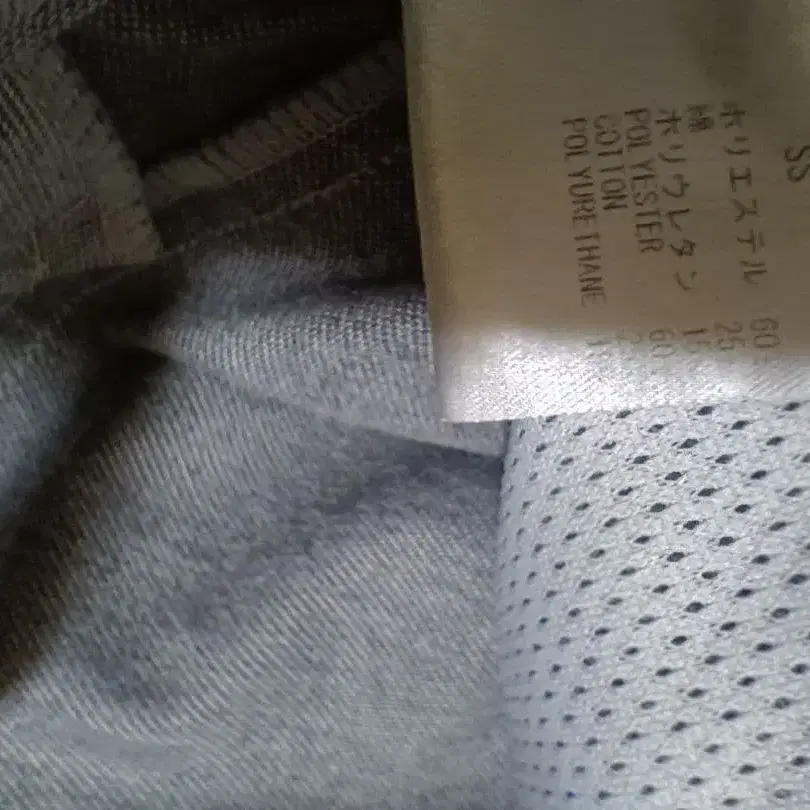 SS
ポリエステル 60
綿 25
ポリウレタン
POLYESTER 60
COTTON
POLYURETHANE